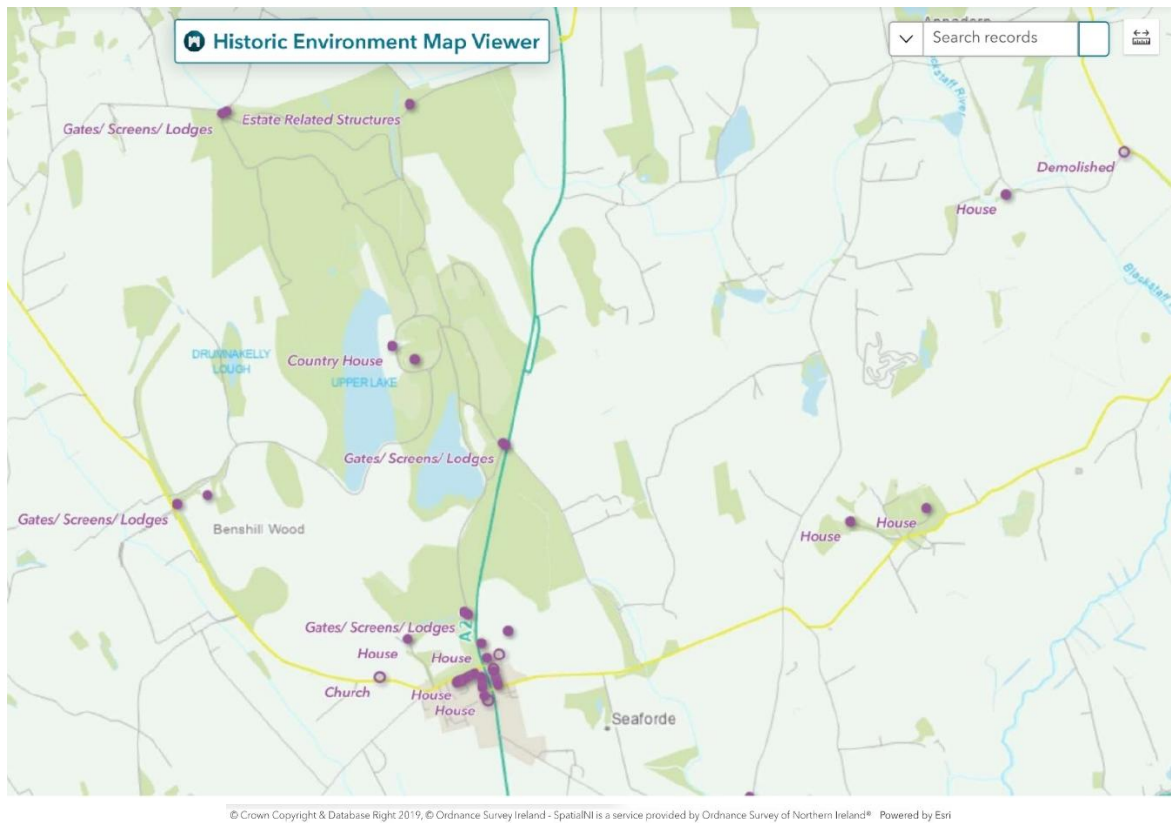 Historic Environment Map Viewer
Search records
Gates/ Screens/ Lodges
Estate Related Structures
Blackstaff River
Demolished
House
DRUMNAKELLY
LOUGH
Country House
UPPER LAKE
Gates/ Screens/ Lodges
Gates/ Screens/ Lodges
Benshill Wood
House
House
Gates/ Screens/ Lodges
A2
House
House
Church
House
House
Seaforde
© Crown Copyright & Database Right 2019, © Ordnance Survey Ireland - SpatialNI is a service provided by Ordnance Survey of Northern Ireland® Powered by Esri